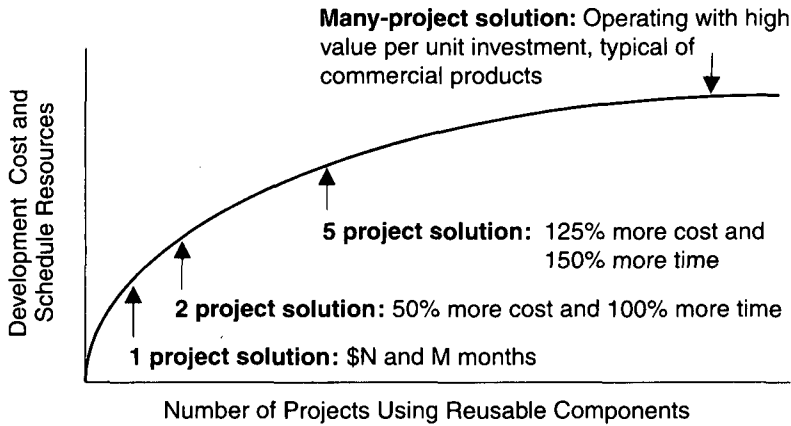 Many-project solution: Operating with high
value per unit investment, typical of
commercial products
Development Cost and
Schedule Resources
5 project solution: 125% more cost and
150% more time
2 project solution: 50% more cost and 100% more time
1 project solution: $N and M months
Number of Projects Using Reusable Components